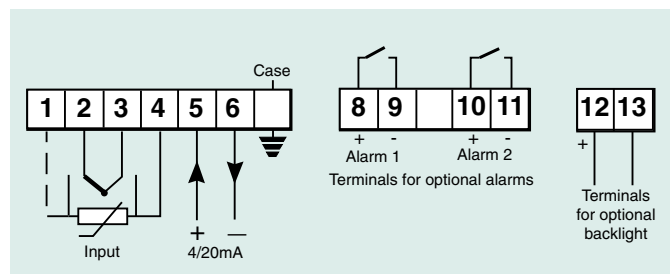 Case
1 2 3 4 5 6
8 9 10 11
12 13
+ - + - +
Alarm 1 Alarm 2
Terminals for optional alarms
Terminals
for optional
backlight
+ —
Input 4/20mA